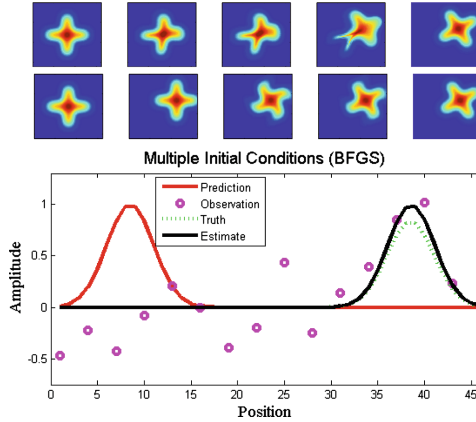 Multiple Initial Conditions (BFGS)
Prediction
Observation
Truth
Estimate
Amplitude
1
0.5
0
-0.5
0 5 10 15 20 25 30 35 40 45
Position